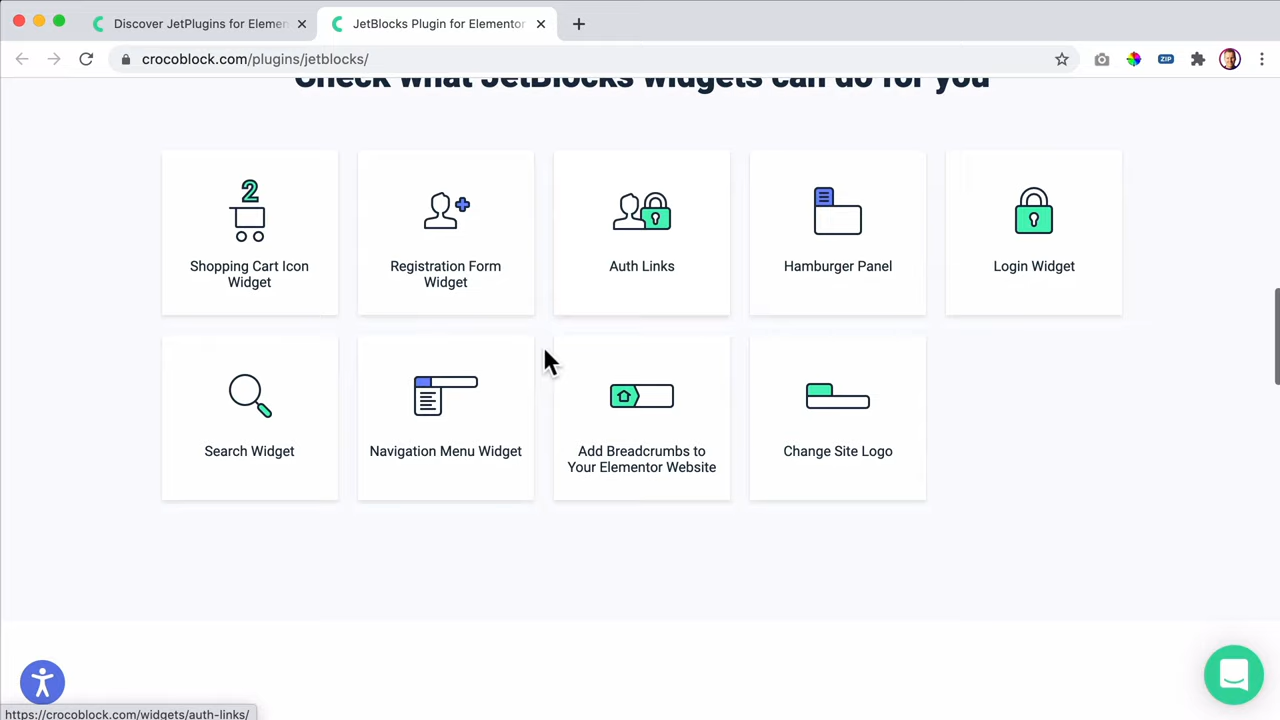 Discover JetPlugins for Elemen
JetBlocks Plugin for Elementor
crocoblock.com/plugins/jetblocks/
ZIP
Check what JetBlocks widgets can do for you
2
Shopping Cart Icon
Widget
Registration Form
Widget
Auth Links
Hamburger Panel
Login Widget
Search Widget
Navigation Menu Widget
Add Breadcrumbs to
Your Elementor Website
Change Site Logo
https://crocoblock.com/widgets/auth-links/